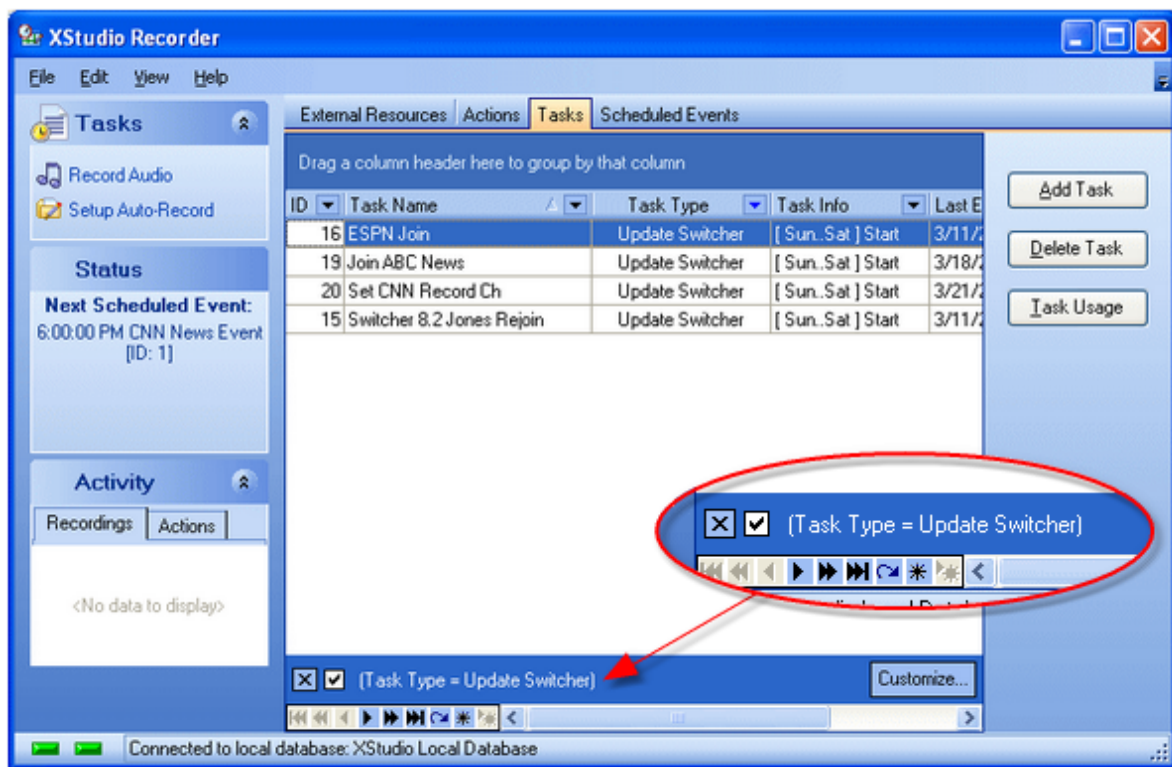 XStudio Recorder
File Edit View Help
Tasks
Record Audio
Setup Auto-Record
Status
Next Scheduled Event:
6:00:00 PM CNN News Event
[ID: 1]
Activity
Recordings Actions
<No data to display>
External Resources Actions Tasks Scheduled Events
Drag a column header here to group by that column
ID Task Name Task Type Task Info Last E
16 ESPN Join Update Switcher [ Sun..Sat ] Start 3/11/2
19 Join ABC News Update Switcher [ Sun..Sat ] Start 3/18/2
20 Set CNN Record Ch Update Switcher [ Sun..Sat ] Start 3/21/2
15 Switcher 8.2 Jones Rejoin Update Switcher [ Sun..Sat ] Start 3/11/2
Add Task
Delete Task
Task Usage
(Task Type = Update Switcher)
(Task Type = Update Switcher)
Customize...
Connected to local database: XStudio Local Database